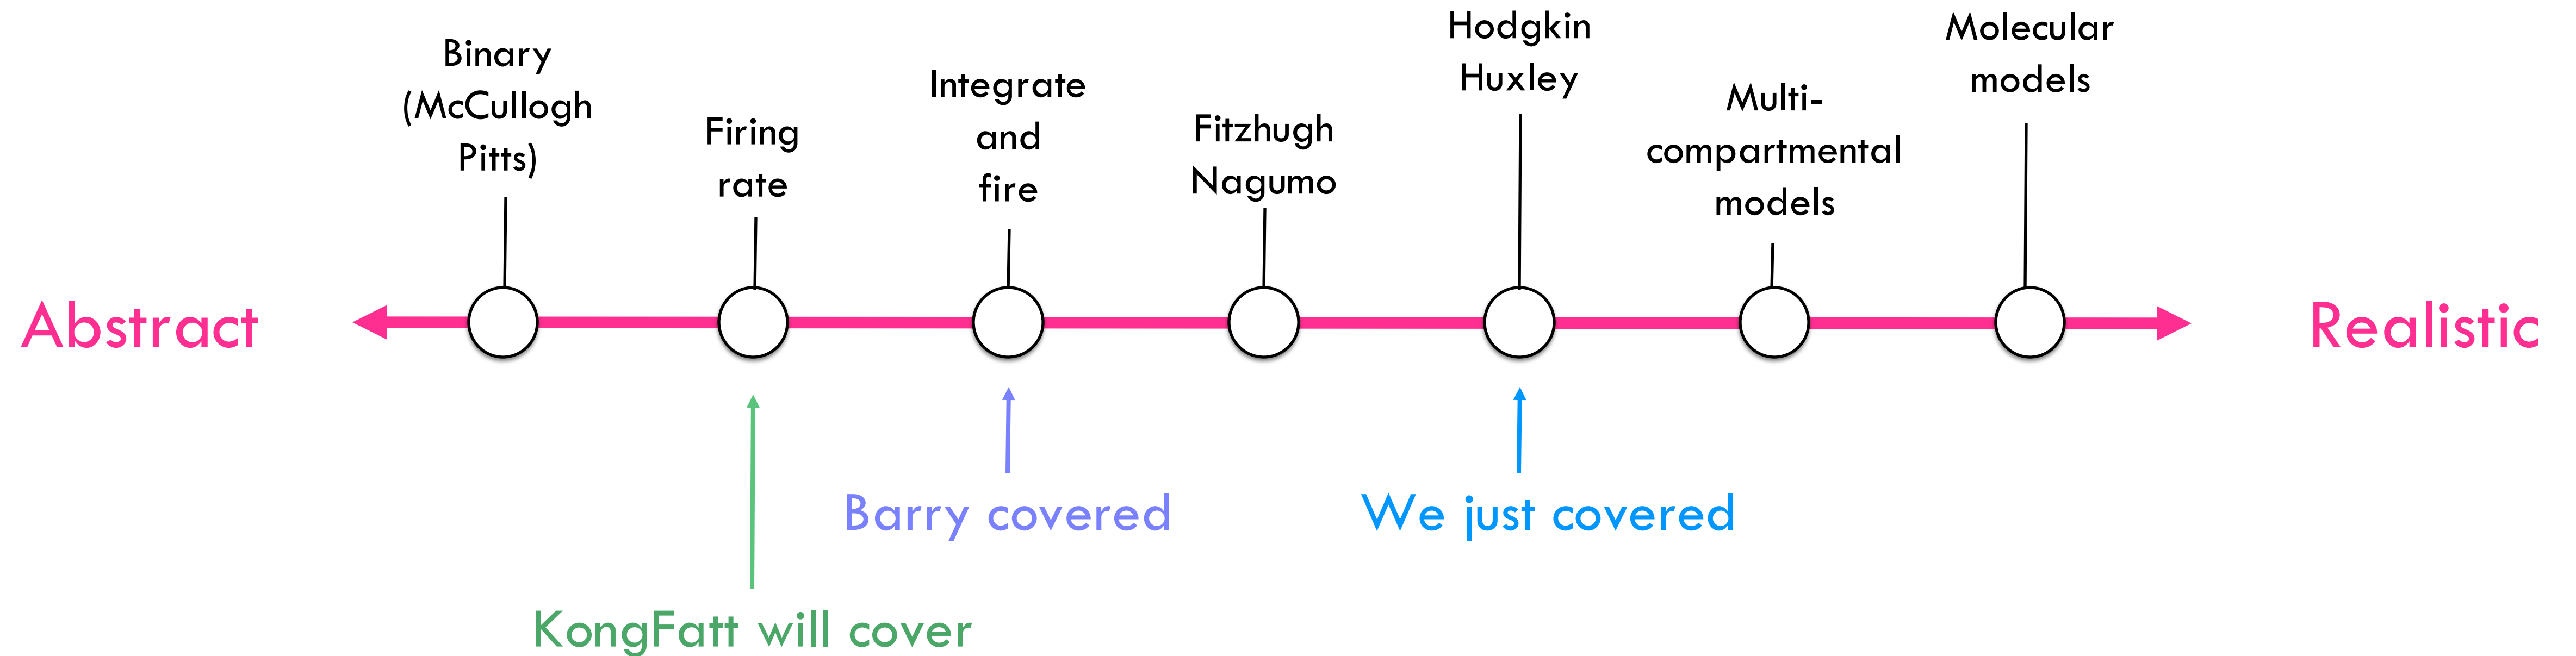 Binary
(McCullogh
Pitts)
Firing
rate
Integrate
and
fire
Fitzhugh
Nagumo
Hodgkin
Huxley
Multi-
compartmental
models
Molecular
models
Abstract
Realistic
Barry covered
We just covered
KongFatt will cover